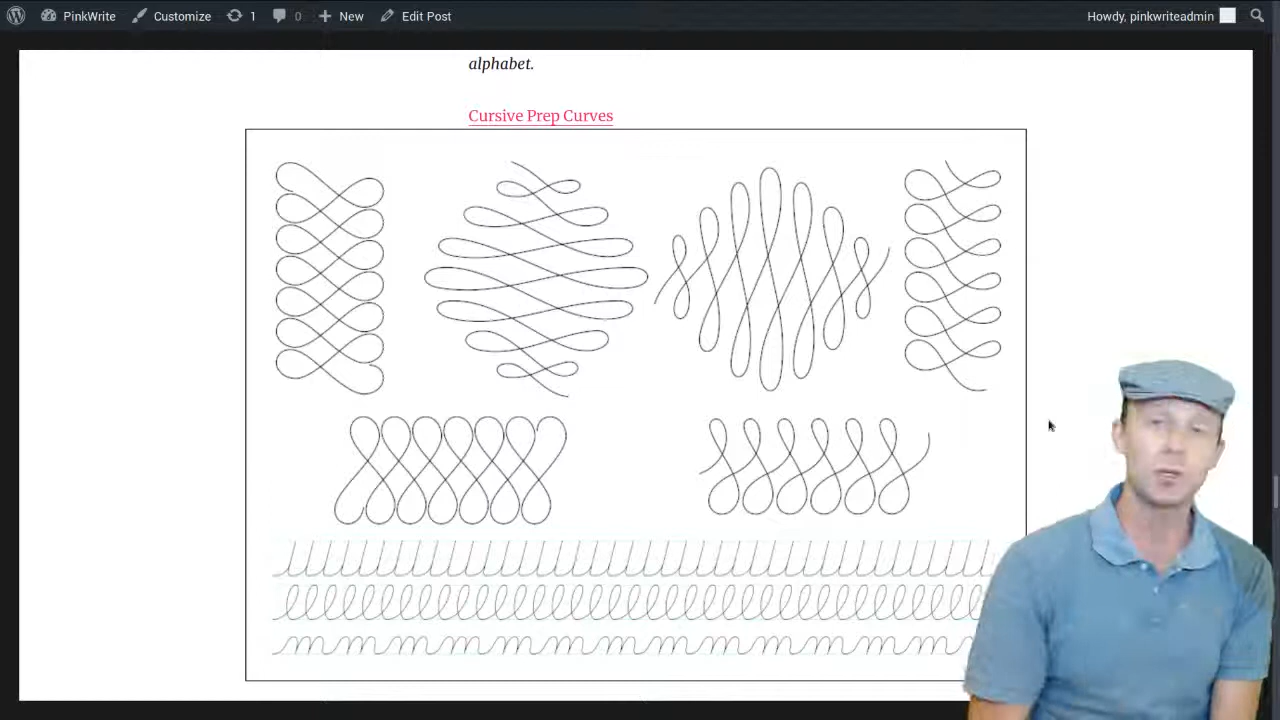 PinkWrite Customize 1 0 New Edit Post Howdy, pinkwriteadmin
alphabet.
Cursive Prep Curves